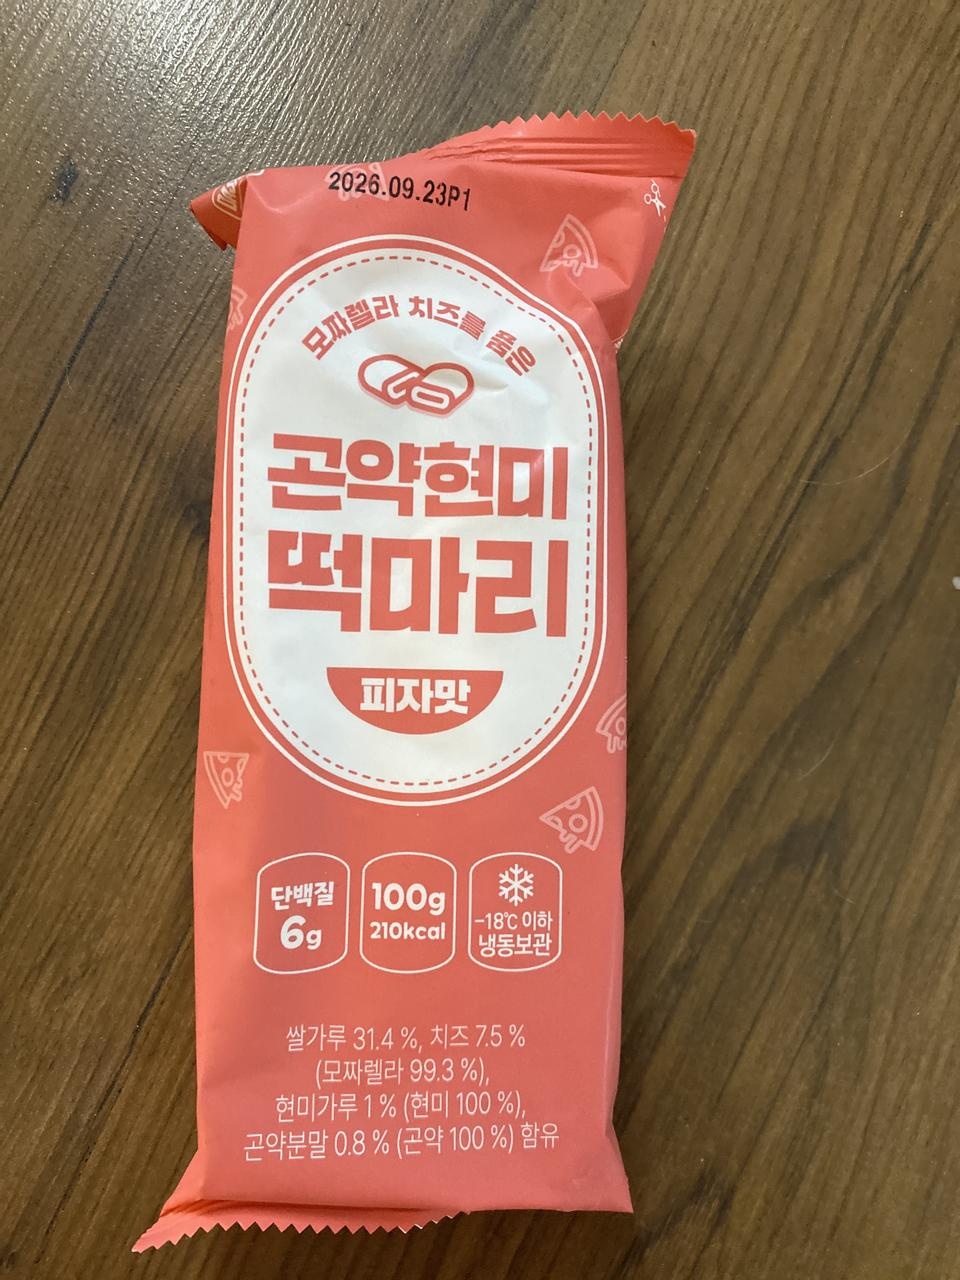 2026.09.23P1
모짜렐라 치즈를 품은
곤약현미
떡마리
피자맛
단백질
6g
100g
210kcal
-18℃ 이하
냉동보관
쌀가루 31.4 %, 치즈 7.5 %
(모짜렐라 99.3 %),
현미가루 1 % (현미 100 %),
곤약분말 0.8 % (곤약 100 %) 함유